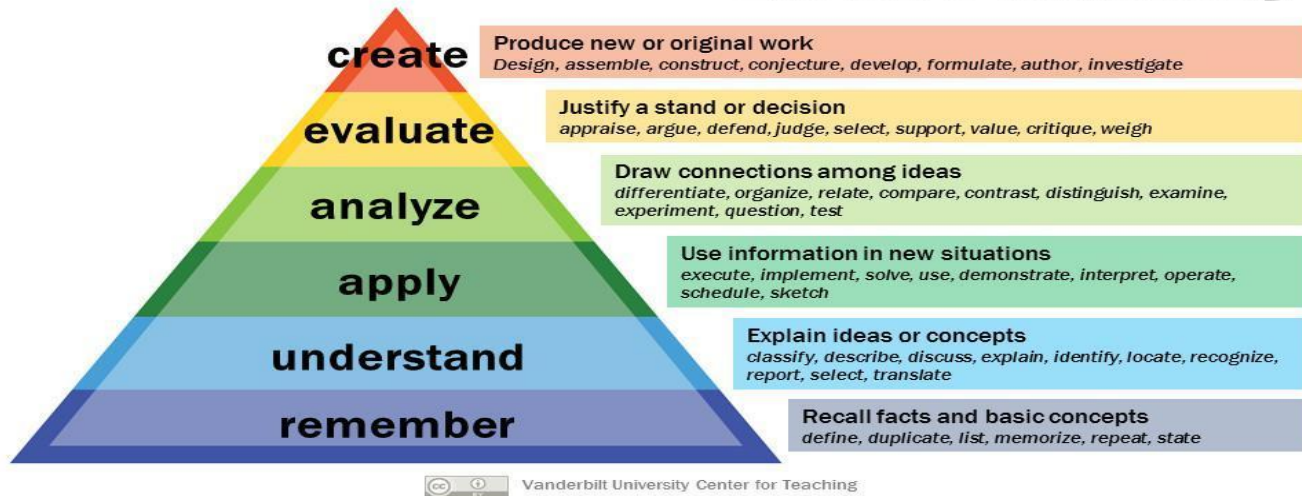 create
Produce new or original work
Design, assemble, construct, conjecture, develop, formulate, author, investigate
evaluate
Justify a stand or decision
appraise, argue, defend, judge, select, support, value, critique, weigh
analyze
Draw connections among ideas
differentiate, organize, relate, compare, contrast, distinguish, examine,
experiment, question, test
apply
Use information in new situations
execute, implement, solve, use, demonstrate, interpret, operate,
schedule, sketch
understand
Explain ideas or concepts
classify, describe, discuss, explain, identify, locate, recognize,
report, select, translate
remember
Recall facts and basic concepts
define, duplicate, list, memorize, repeat, state
cc
Vanderbilt University Center for Teaching